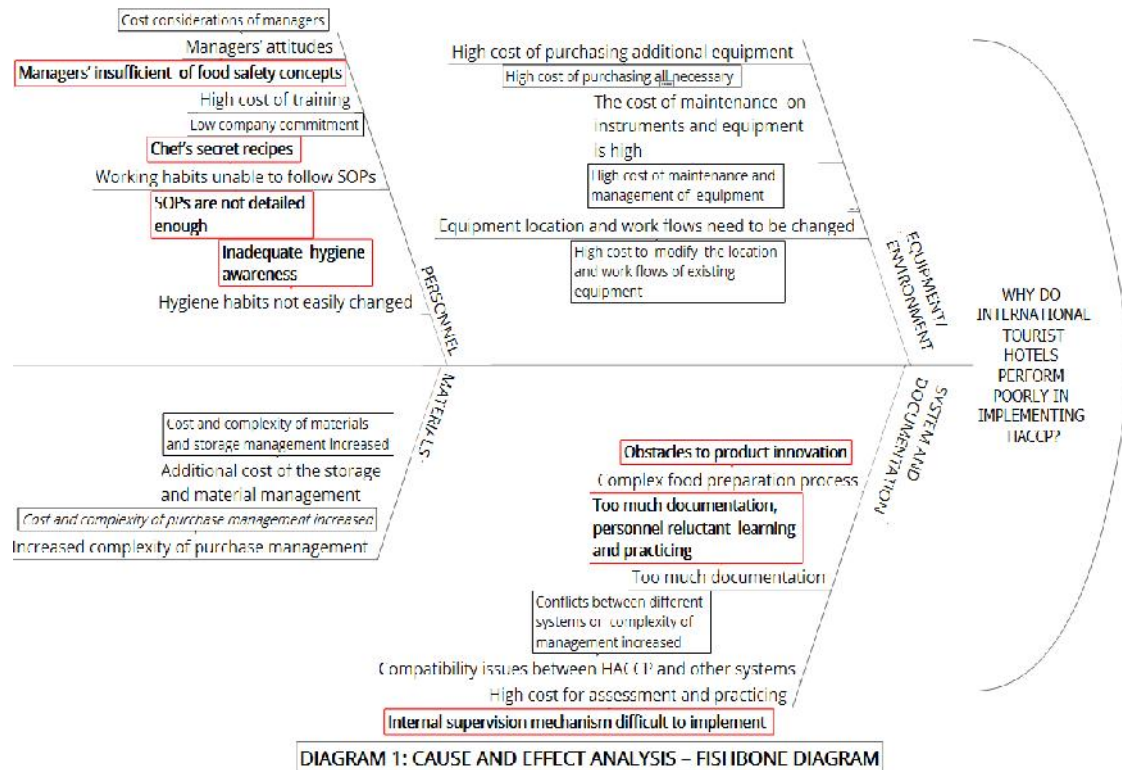 Cost considerations of managers
Managers' attitudes
Managers' insufficient of food safety concepts
High cost of training
Low company commitment
Chef's secret recipes
Working habits unable to follow SOPs
SOPs are not detailed
enough
Inadequate hygiene
awareness
Hygiene habits not easily changed
PERSONNEL
High cost of purchasing additional equipment
High cost of purchasing all necessary
The cost of maintenance on
instruments and equipment
is high
High cost of maintenance and
management of equipment
Equipment location and work flows need to be changed
High cost to modify the location
and work flows of existing
equipment
EQUIPMENT/
ENVIRONMENT
WHY DO
INTERNATIONAL
TOURIST
HOTELS
PERFORM
POORLY IN
IMPLEMENTING
HACCP?
MATERIALS
Cost and complexity of materials
and storage management increased
Additional cost of the storage
and material management
Cost and complexity of purchase management increased
Increased complexity of purchase management
SYSTEM AND
DOCUMENTATION
Obstacles to product innovation
Complex food preparation process
Too much documentation,
personnel reluctant learning
and practicing
Too much documentation
Conflicts between different
systems or complexity of
management increased
Compatibility issues between HACCP and other systems
High cost for assessment and practicing
Internal supervision mechanism difficult to implement
DIAGRAM 1: CAUSE AND EFFECT ANALYSIS – FISHBONE DIAGRAM